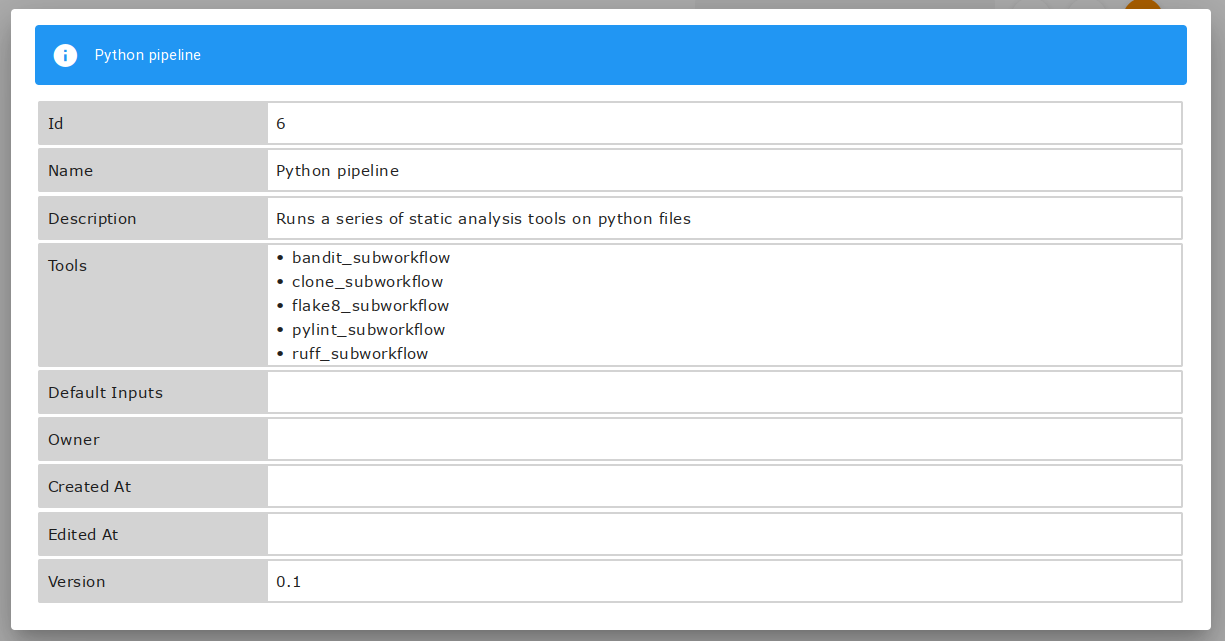 Python pipeline
Id 6
Name Python pipeline
Description Runs a series of static analysis tools on python files
Tools • bandit_subworkflow
• clone_subworkflow
• flake8_subworkflow
• pylint_subworkflow
• ruff_subworkflow
Default Inputs
Owner
Created At
Edited At
Version 0.1